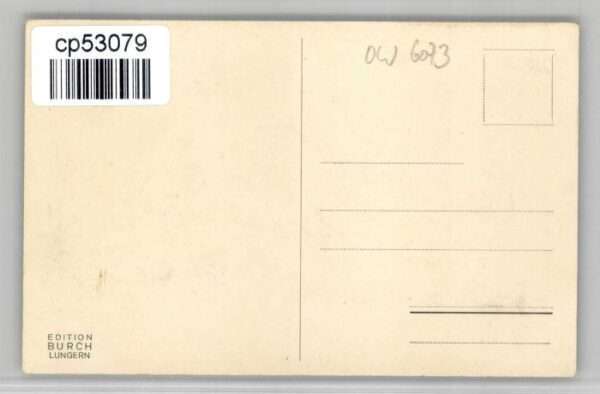 cp53079
OW 6073
EDITION
BURCH
LUNGERN